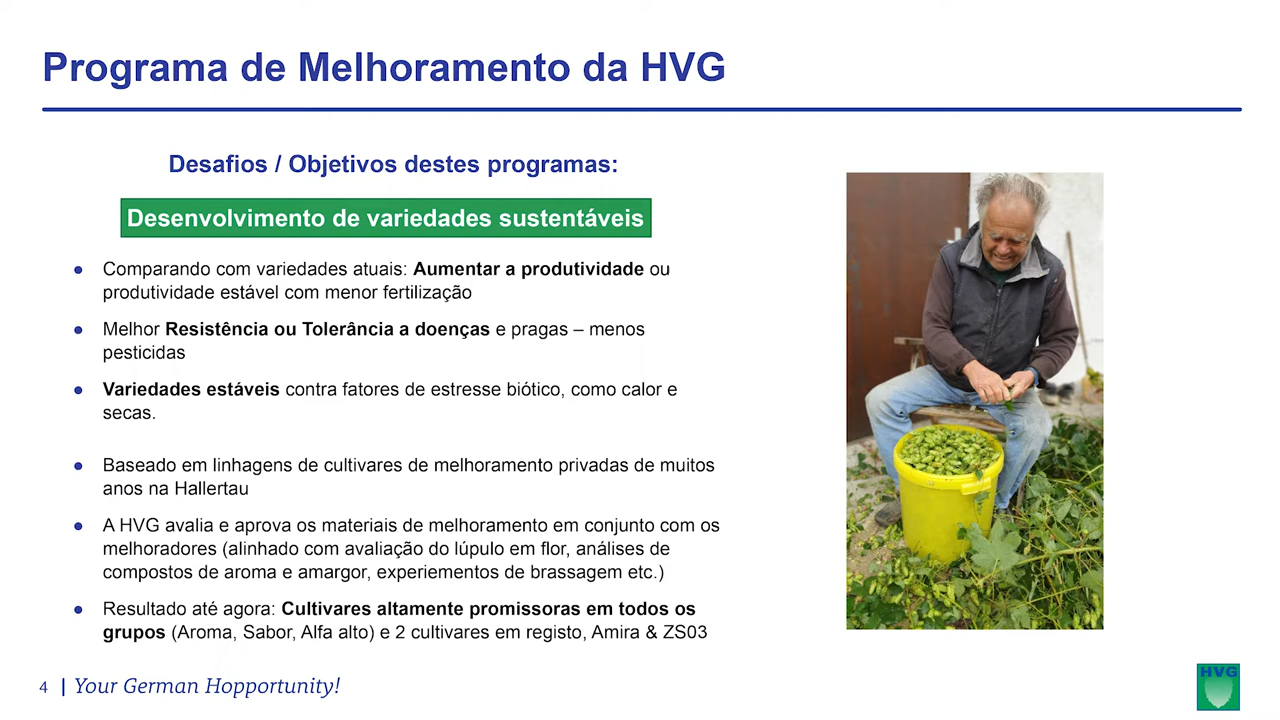 Programa de Melhoramento da HVG
Desafios / Objetivos destes programas:
Desenvolvimento de variedades sustentáveis
● Comparando com variedades atuais: Aumentar a produtividade ou
produtividade estável com menor fertilização
● Melhor Resistência ou Tolerância a doenças e pragas – menos
pesticidas
● Variedades estáveis contra fatores de estresse biótico, como calor e
secas.
● Baseado em linhagens de cultivares de melhoramento privadas de muitos
anos na Hallertau
● A HVG avalia e aprova os materiais de melhoramento em conjunto com os
melhoradores (alinhado com avaliação do lúpulo em flor, análises de
compostos de aroma e amargor, experiementos de brassagem etc.)
● Resultado até agora: Cultivares altamente promissoras em todos os
grupos (Aroma, Sabor, Alfa alto) e 2 cultivares em registo, Amira & ZS03
4 | Your German Hopportunity!
HVG